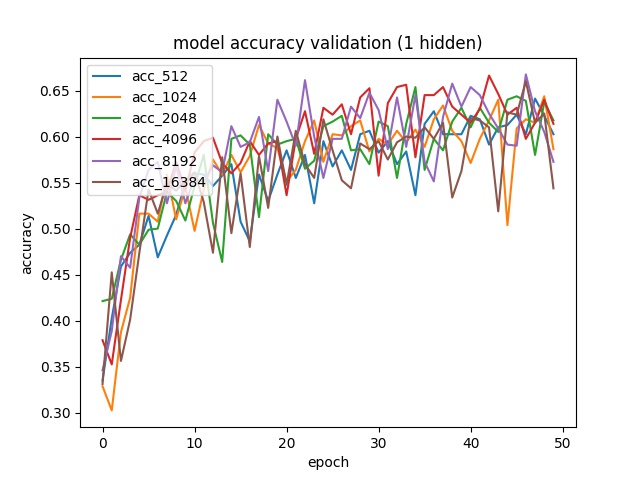 model accuracy validation (1 hidden)
acc_512
acc_1024
acc_2048
acc_4096
acc_8192
acc_16384
accuracy
0.65
0.60
0.55
0.50
0.45
0.40
0.35
0.30
0 10 20 30 40 50
epoch